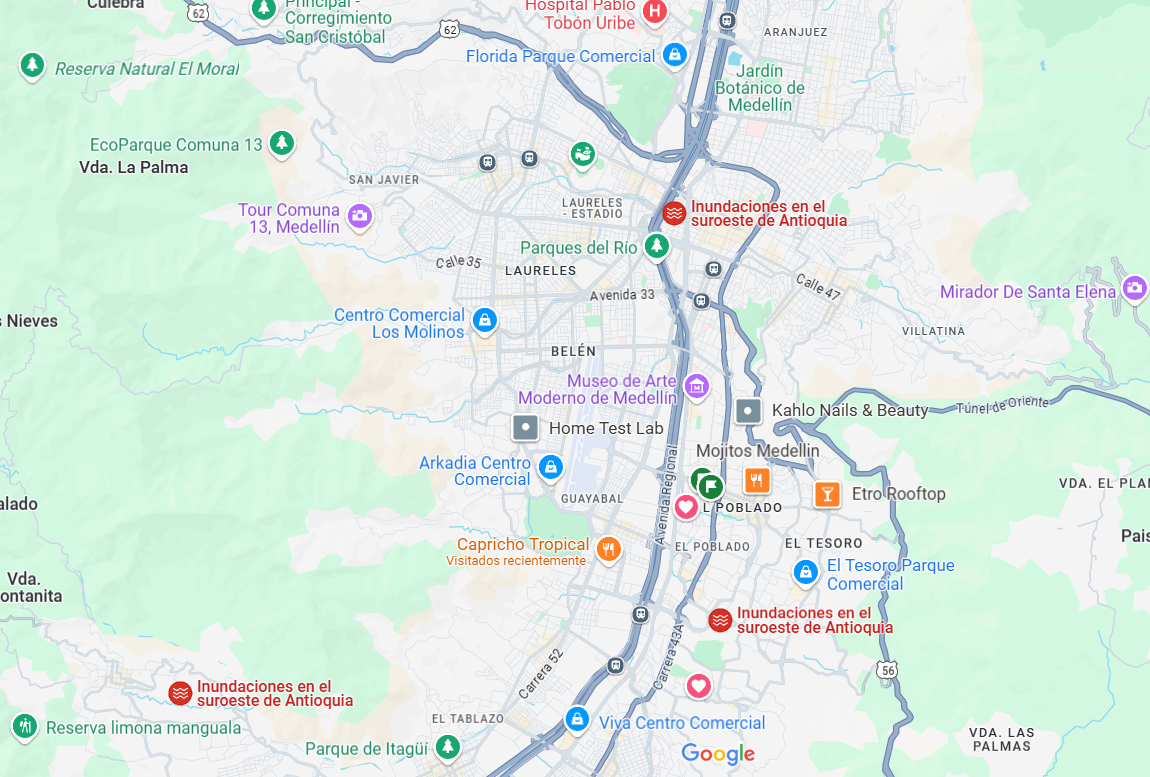 Culebra
62
Principal -
Corregimiento
San Cristóbal
62
Hospital Pablo
Tobón Uribe
H
ARANJUEZ
Florida Parque Comercial
Reserva Natural El Moral
Jardín
Botánico de
Medellín
EcoParque Comuna 13
Vda. La Palma
SAN JAVIER
LAURELES
- ESTADIO
Tour Comuna
13, Medellín
Inundaciones en el
suroeste de Antioquia
Parques del Río
Calle 35
LAURELES
Avenida 33
Calle 47
Mirador De Santa Elena
Centro Comercial
Los Molinos
s Nieves
VILLATINA
BELÉN
Museo de Arte
Moderno de Medellín
Kahlo Nails & Beauty
Túnel de Oriente
Home Test Lab
Mojitos Medellin
Arkadia Centro
Comercial
Avenida Regional
GUAYABAL
Etro Rooftop
VDA. EL PLAN
alado
L POBLADO
Capricho Tropical
Visitados recientemente
EL POBLADO
EL TESORO
Pais
El Tesoro Parque
Comercial
Vda.
ontanita
Inundaciones en el
suroeste de Antioquia
Carrera 43A
Carrera 52
56
Inundaciones en el
suroeste de Antioquia
Reserva limona manguala
EL TABLAZO
Viva Centro Comercial
Parque de Itagüí
Google
VDA. LAS
PALMAS